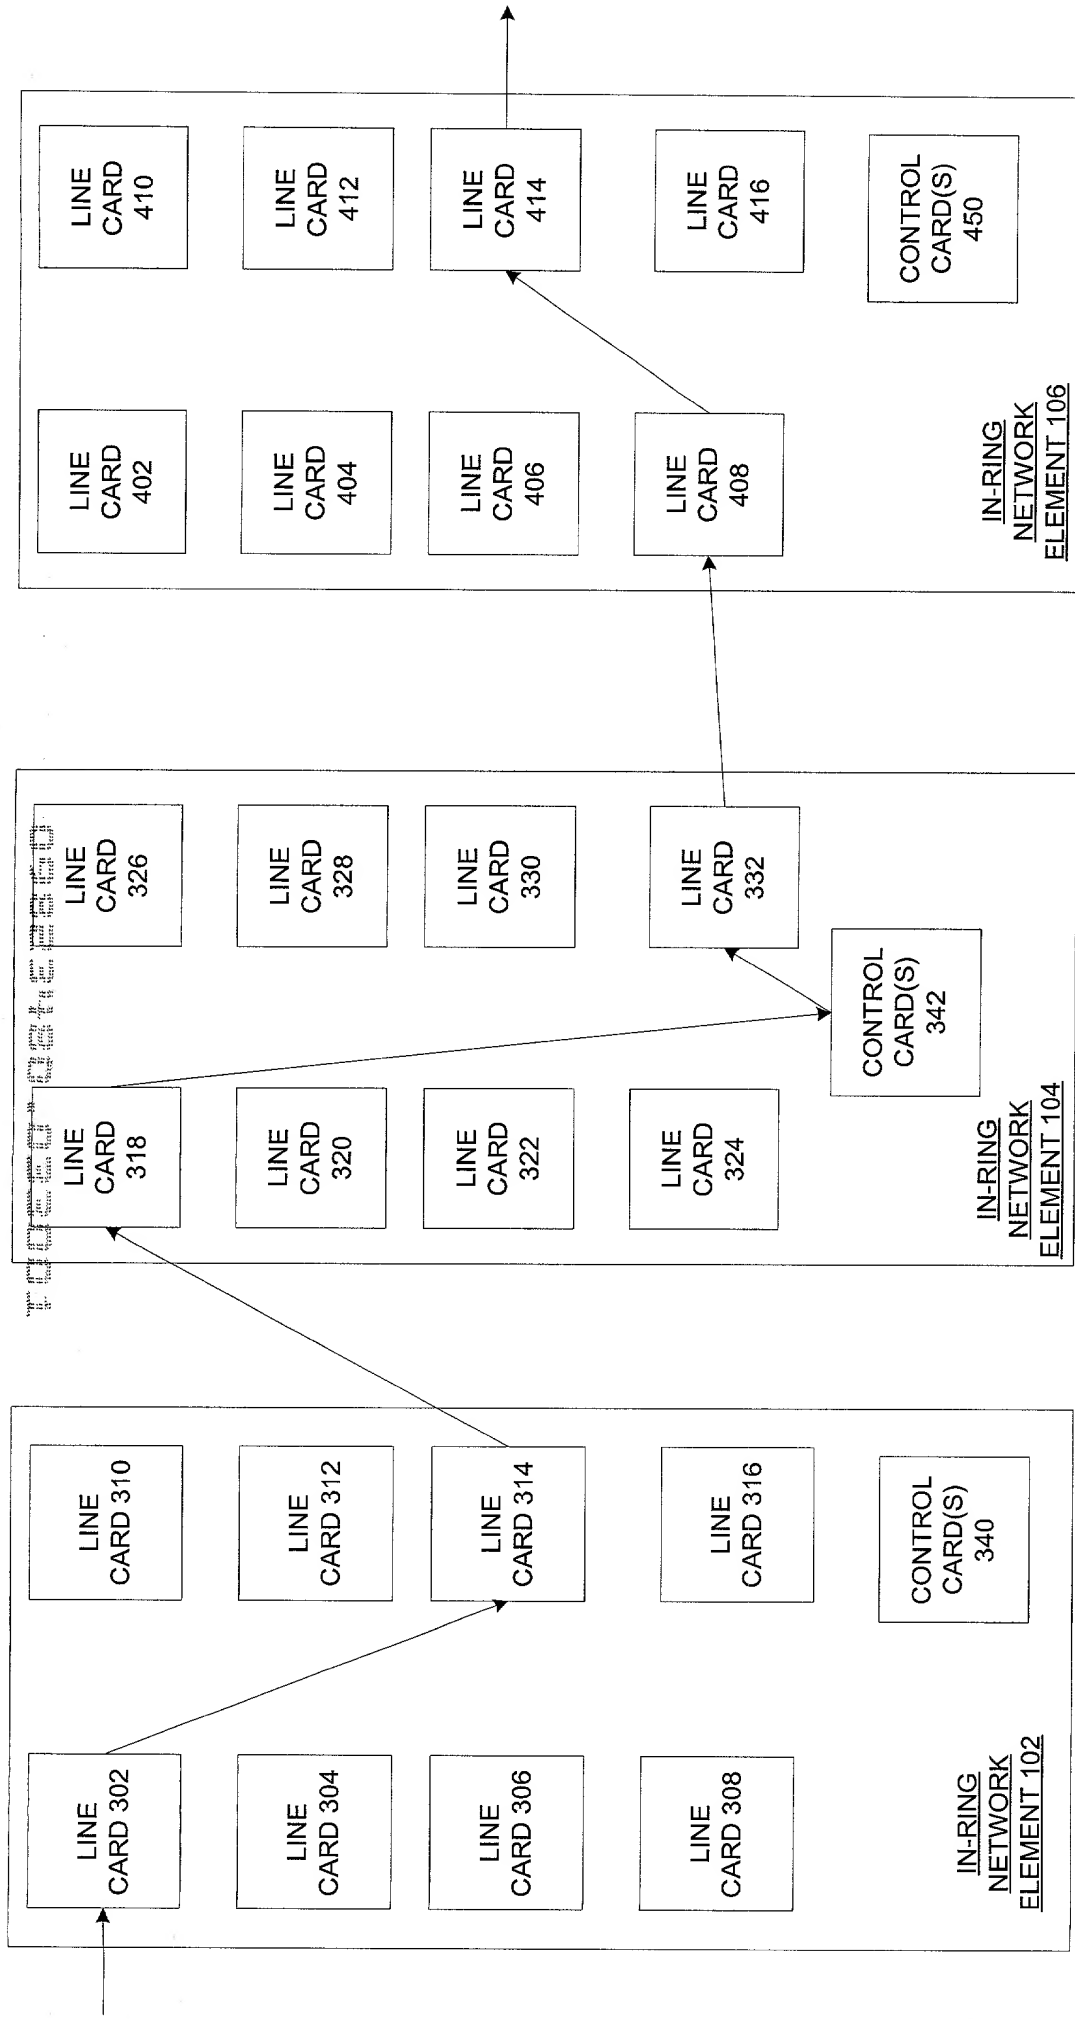 LINE
CARD 302
LINE
CARD 304
LINE
CARD 306
LINE
CARD 308
LINE
CARD 310
LINE
CARD 312
LINE
CARD 314
LINE
CARD 316
CONTROL
CARD(S)
340
IN-RING
NETWORK
ELEMENT 102
LINE
CARD
318
LINE
CARD
320
LINE
CARD
322
LINE
CARD
324
LINE
CARD
326
LINE
CARD
328
LINE
CARD
330
LINE
CARD
332
CONTROL
CARD(S)
342
IN-RING
NETWORK
ELEMENT 104
LINE
CARD
402
LINE
CARD
404
LINE
CARD
406
LINE
CARD
408
LINE
CARD
410
LINE
CARD
412
LINE
CARD
414
LINE
CARD
416
CONTROL
CARD(S)
450
IN-RING
NETWORK
ELEMENT 106